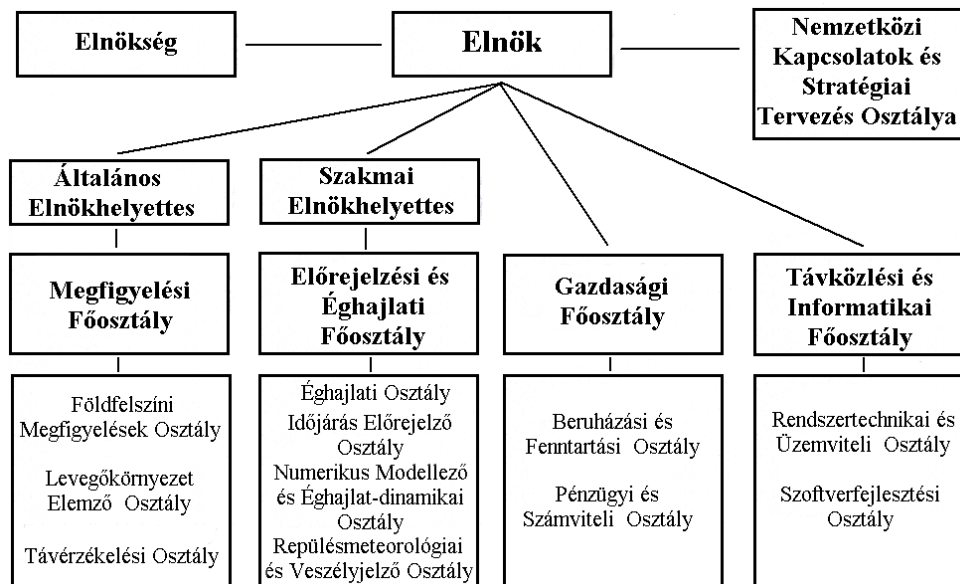 Elnökség
Elnök
Nemzetközi
Kapcsolatok és
Stratégiai
Tervezés Osztálya
Általános
Elnökhelyettes
Szakmai
Elnökhelyettes
Megfigyelési
Főosztály
Előrejelzési és
Éghajlati
Főosztály
Gazdasági
Főosztály
Távközlési és
Informatikai
Főosztály
Földfelszíni
Megfigyelések Osztály
Levegőkörnyezet
Elemző Osztály
Távérzékelési Osztály
Éghajlati Osztály
Időjárás Előrejelző
Osztály
Numerikus Modellező
és Éghajlat-dinamikai
Osztály
Repülésmeteorológiai
és Veszélyjelző Osztály
Beruházási és
Fenntartási Osztály
Pénzügyi és
Számviteli Osztály
Rendszertechnikai és
Üzemviteli Osztály
Szoftverfejlesztési
Osztály